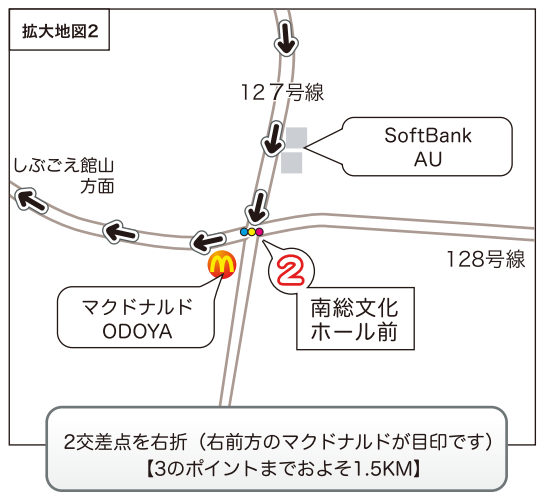 拡大地図2
127号線
SoftBank
AU
しぶごえ館山
方面
128号線
2
マクドナルド
ODOYA
南総文化
ホール前
2交差点を右折（右前方のマクドナルドが目印です）
【3のポイントまでおよそ1.5KM】